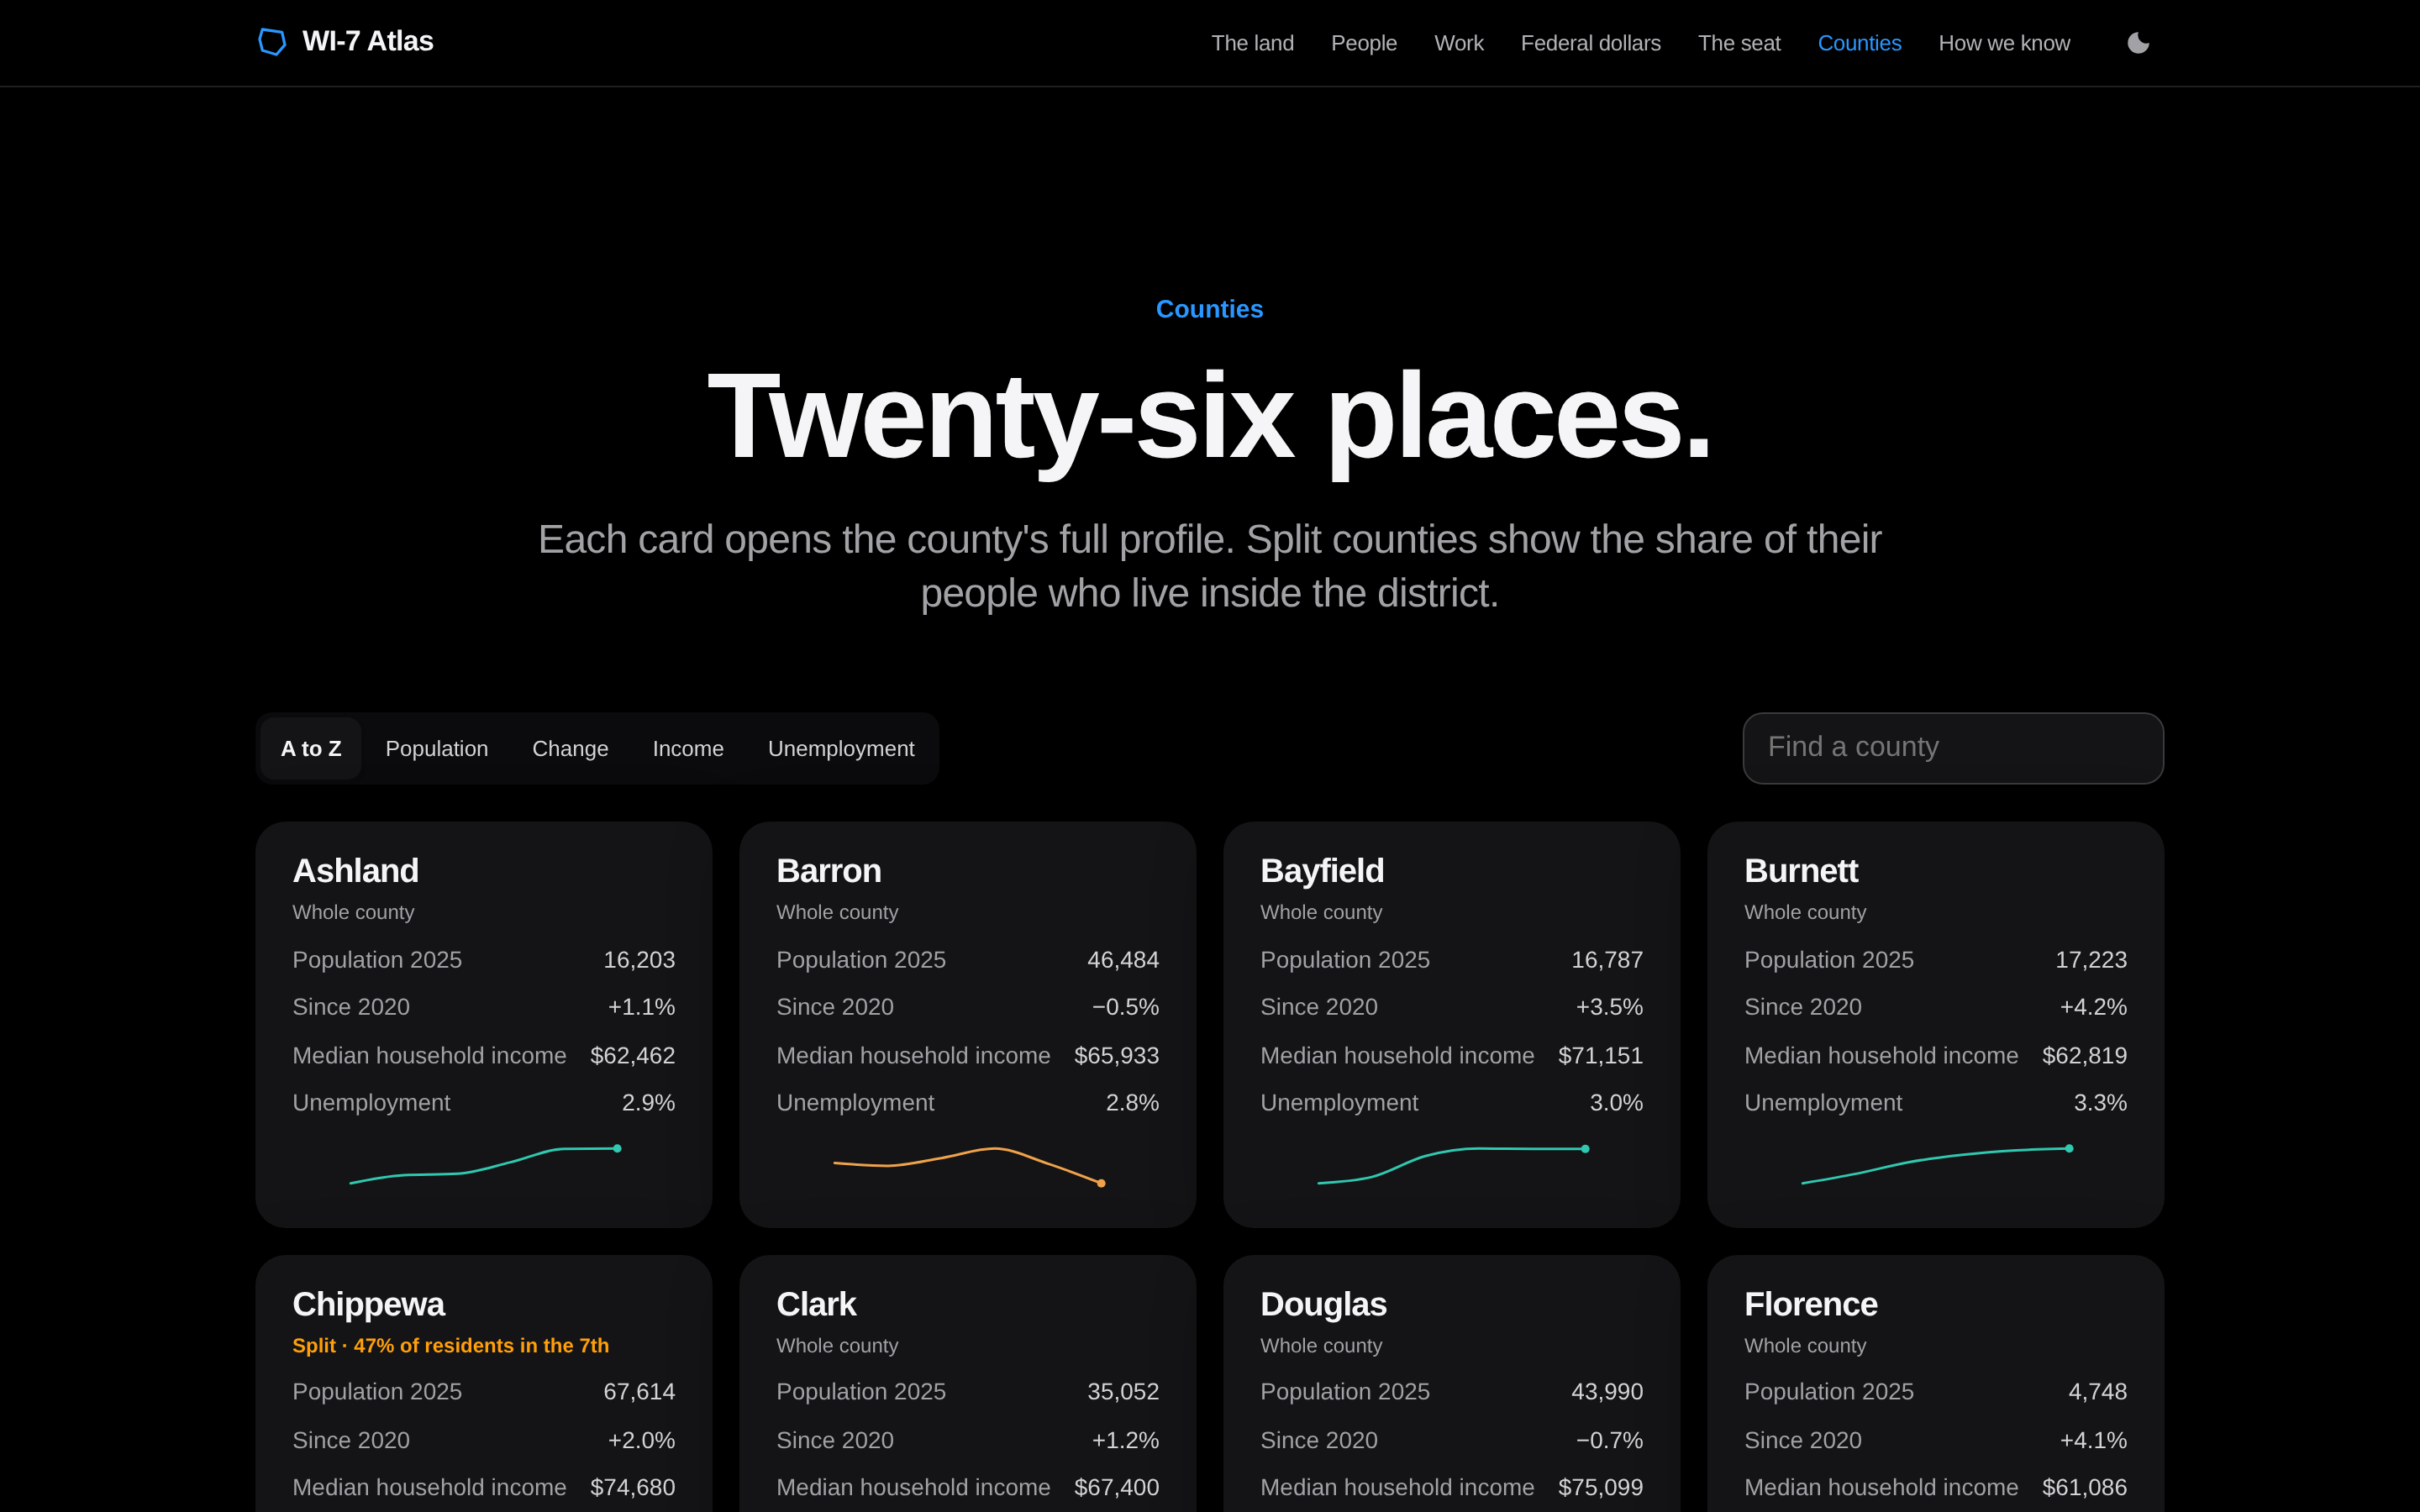 WI-7 Atlas
The land People Work Federal dollars The seat Counties How we know
Counties
Twenty-six places.
Each card opens the county's full profile. Split counties show the share of their
people who live inside the district.
A to Z Population Change Income Unemployment
Find a county
Ashland
Whole county
Population 2025 16,203
Since 2020 +1.1%
Median household income $62,462
Unemployment 2.9%
Barron
Whole county
Population 2025 46,484
Since 2020 −0.5%
Median household income $65,933
Unemployment 2.8%
Bayfield
Whole county
Population 2025 16,787
Since 2020 +3.5%
Median household income $71,151
Unemployment 3.0%
Burnett
Whole county
Population 2025 17,223
Since 2020 +4.2%
Median household income $62,819
Unemployment 3.3%
Chippewa
Split · 47% of residents in the 7th
Population 2025 67,614
Since 2020 +2.0%
Median household income $74,680
Clark
Whole county
Population 2025 35,052
Since 2020 +1.2%
Median household income $67,400
Douglas
Whole county
Population 2025 43,990
Since 2020 −0.7%
Median household income $75,099
Florence
Whole county
Population 2025 4,748
Since 2020 +4.1%
Median household income $61,086